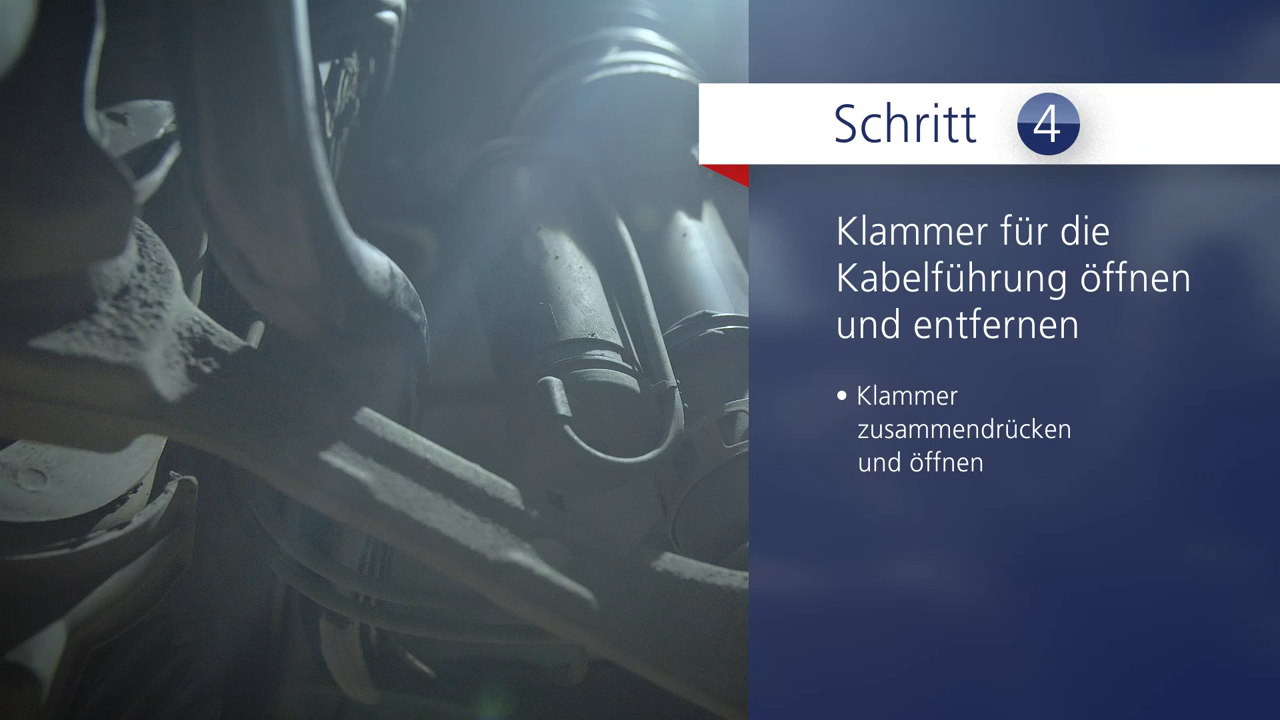 Schritt 4
Klammer für die
Kabelführung öffnen
und entfernen
• Klammer
zusammendrücken
und öffnen